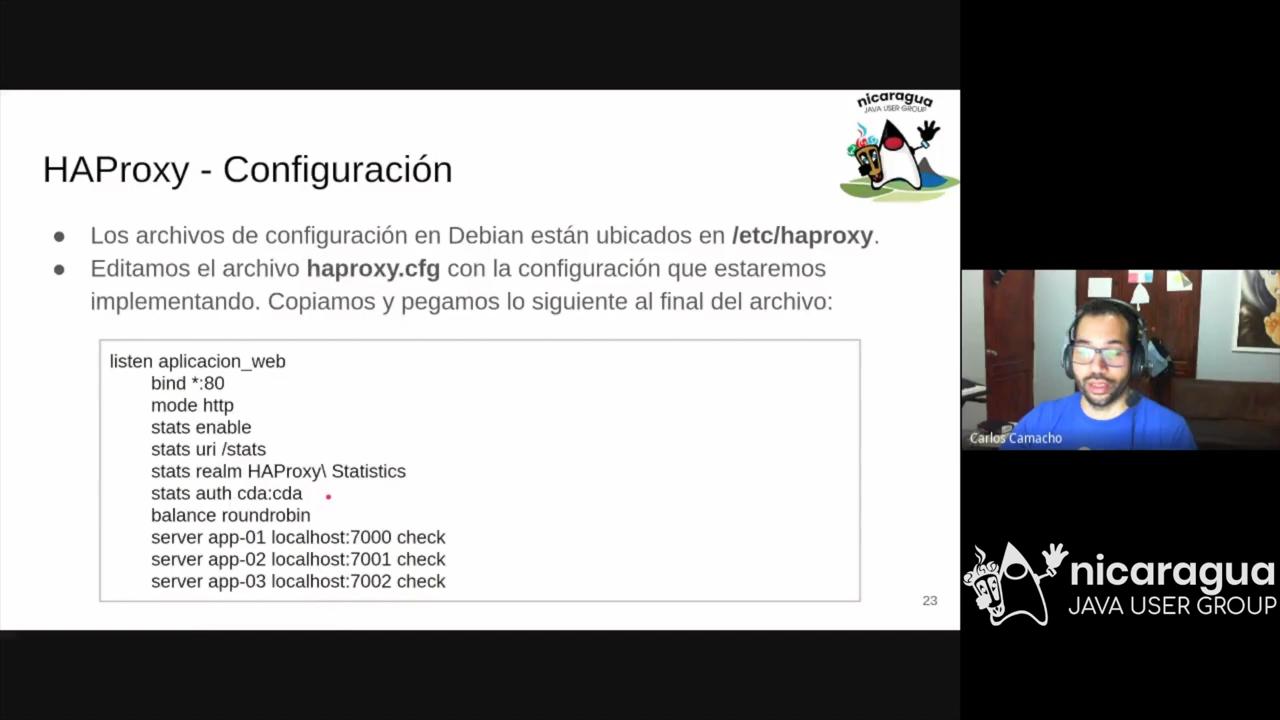 nicaragua
JAVA USER GROUP
HAProxy - Configuración
● Los archivos de configuración en Debian están ubicados en /etc/haproxy.
● Editamos el archivo haproxy.cfg con la configuración que estaremos
implementando. Copiamos y pegamos lo siguiente al final del archivo:
listen aplicacion_web
bind *:80
mode http
stats enable
stats uri /stats
stats realm HAProxy\ Statistics
stats auth cda:cda
balance roundrobin
server app-01 localhost:7000 check
server app-02 localhost:7001 check
server app-03 localhost:7002 check
23
Carlos Camacho
nicaragua
JAVA USER GROUP